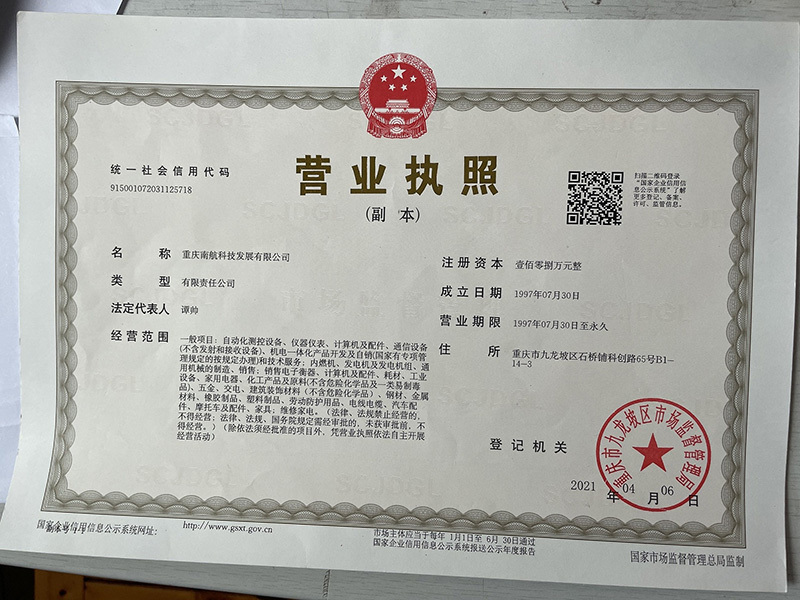 统一社会信用代码
915001072031125718
营业执照
(副 本)
扫描二维码登录
"国家企业信用信
息公示系统"了解
更多登记、备案、
许可、监管信息。
名 称 重庆南航科技发展有限公司
类 型 有限责任公司
法定代表人 谭帅
经营范围 一般项目：自动化测控设备、仪器仪表、计算机及配件、通信设备
(不含发射和接收设备)、机电一体化产品开发及自销(国家有专项管
理规定的按规定办理)和技术服务；内燃机、发电机及发电机组、通
用机械的制造、销售；销售电子衡器、计算机及配件、耗材、工业
设备、家用电器、化工产品及原料(不含危险化学品及一类易制毒
品)、五金、交电、建筑装饰材料（不含危险化学品）、钢材、金属
材料、橡胶制品、塑料制品、劳动防护用品、电线电缆、汽车配
件、摩托车及配件、家具；维修家电。（法律、法规禁止经营的，
不得经营；法律、法规、国务院规定需经审批的，未获审批前，不
得经营。）（除依法须经批准的项目外，凭营业执照依法自主开展
经营活动）
注册资本 壹佰零捌万元整
成立日期 1997年07月30日
营业期限 1997年07月30日至永久
住 所 重庆市九龙坡区石桥铺科创路65号B1-
14-3
登记机关
重庆市九龙坡区市场监督管理局
2021 年 04 月 06 日
国家企业信用信息公示系统网址：
http://www.gsxt.gov.cn
市场主体应当于每年 1月1日至 6月 30日通过
国家企业信用信息公示系统报送公示年度报告
国家市场监督管理总局监制